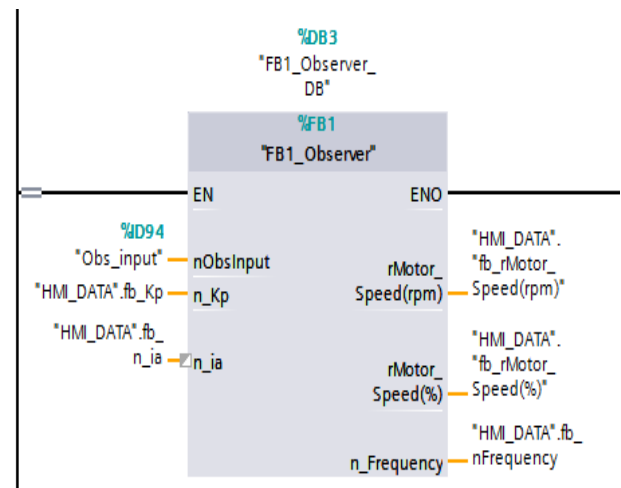 %DB3
"FB1_Observer_
DB"
%FB1
"FB1_Observer"
EN
ENO
%ID94
"Obs_input"
nObsInput
"HMI_DATA".fb_Kp
n_Kp
"HMI_DATA".fb_
n_ia
n_ia
rMotor_
Speed(rpm)
"HMI_DATA".
"fb_rMotor_
Speed(rpm)"
rMotor_
Speed(%)
"HMI_DATA".
"fb_rMotor_
Speed(%)"
n_Frequency
"HMI_DATA".fb_
nFrequency